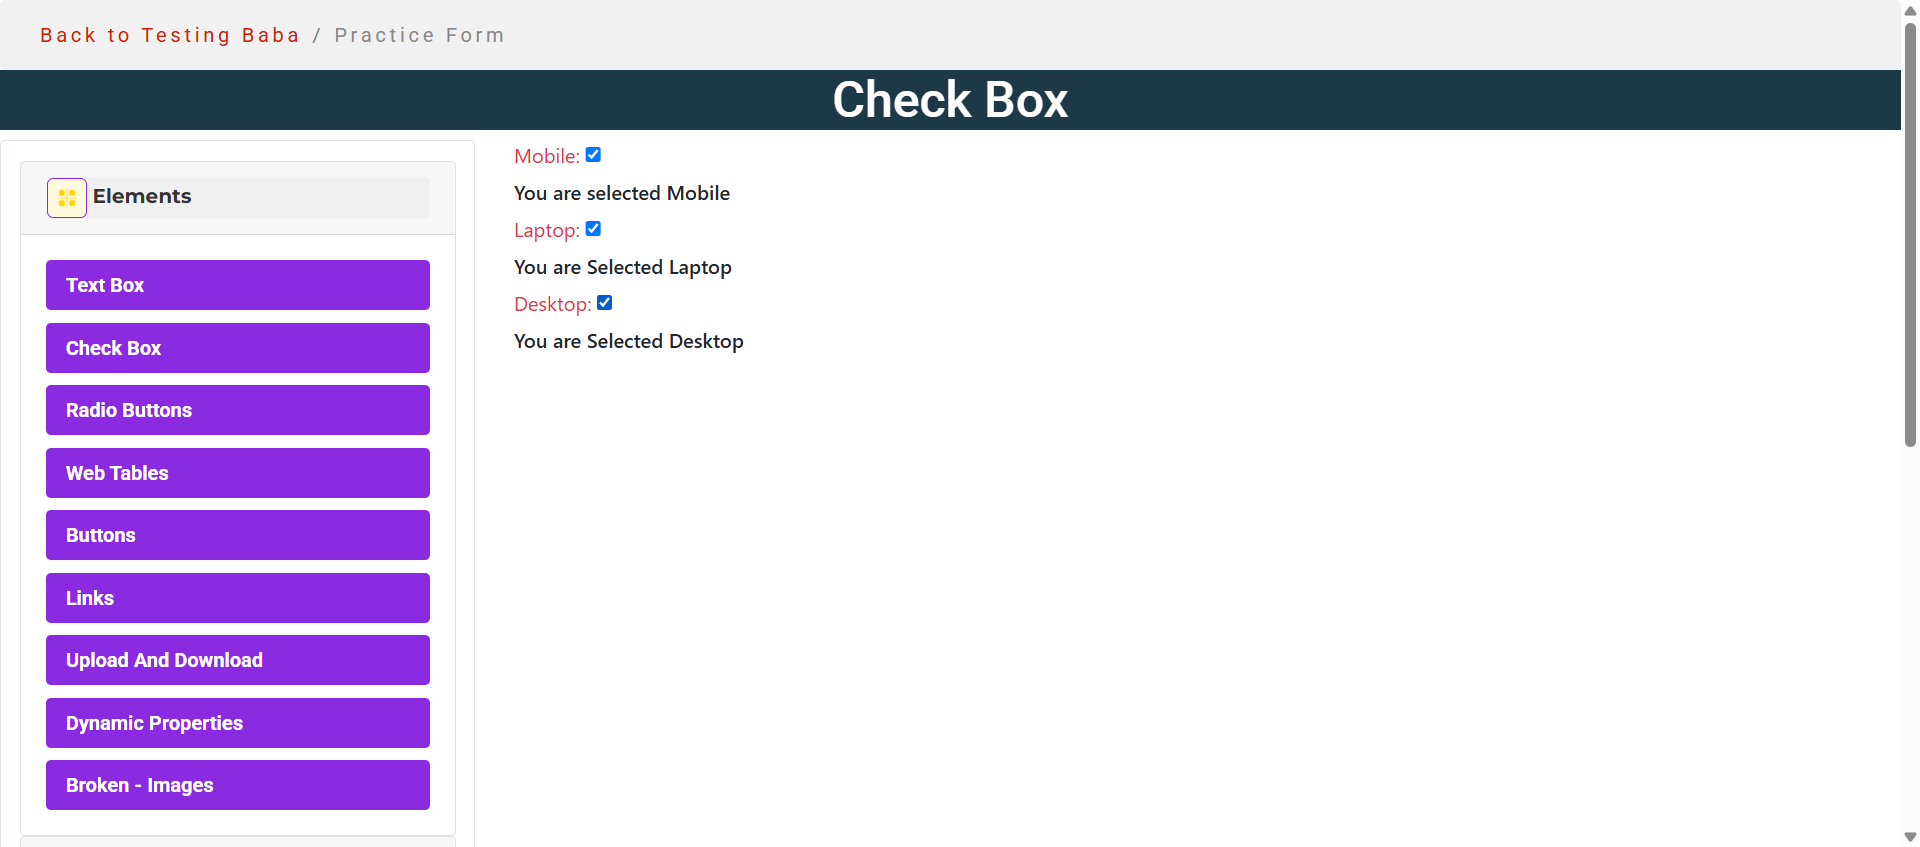 Back to Testing Baba / Practice Form
Check Box
Elements
Text Box
Check Box
Radio Buttons
Web Tables
Buttons
Links
Upload And Download
Dynamic Properties
Broken - Images
Mobile:
You are selected Mobile
Laptop:
You are Selected Laptop
Desktop:
You are Selected Desktop